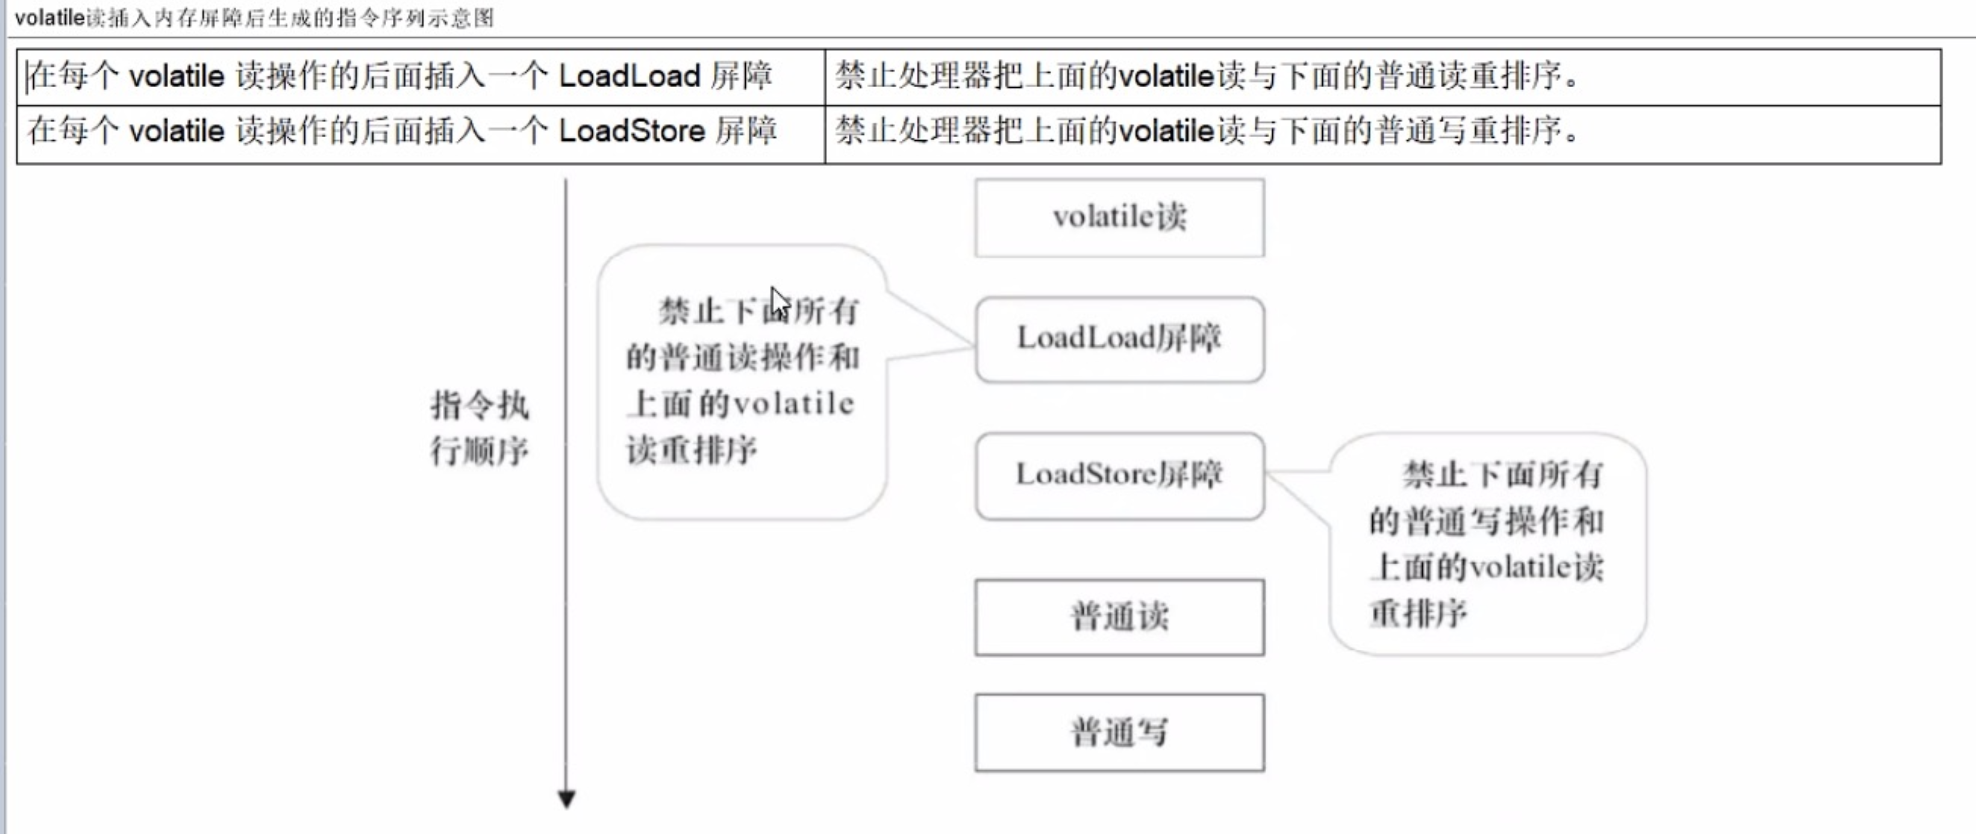 volatile读插入内存屏障后生成的指令序列示意图
在每个 volatile 读操作的后面插入一个 LoadLoad 屏障
禁止处理器把上面的volatile读与下面的普通读重排序。
在每个 volatile 读操作的后面插入一个 LoadStore 屏障
禁止处理器把上面的volatile读与下面的普通写重排序。
volatile读
禁止下面所有
的普通读操作和
上面的volatile
读重排序
LoadLoad屏障
指令执
行顺序
LoadStore屏障
禁止下面所有
的普通写操作和
上面的volatile读
重排序
普通读
普通写